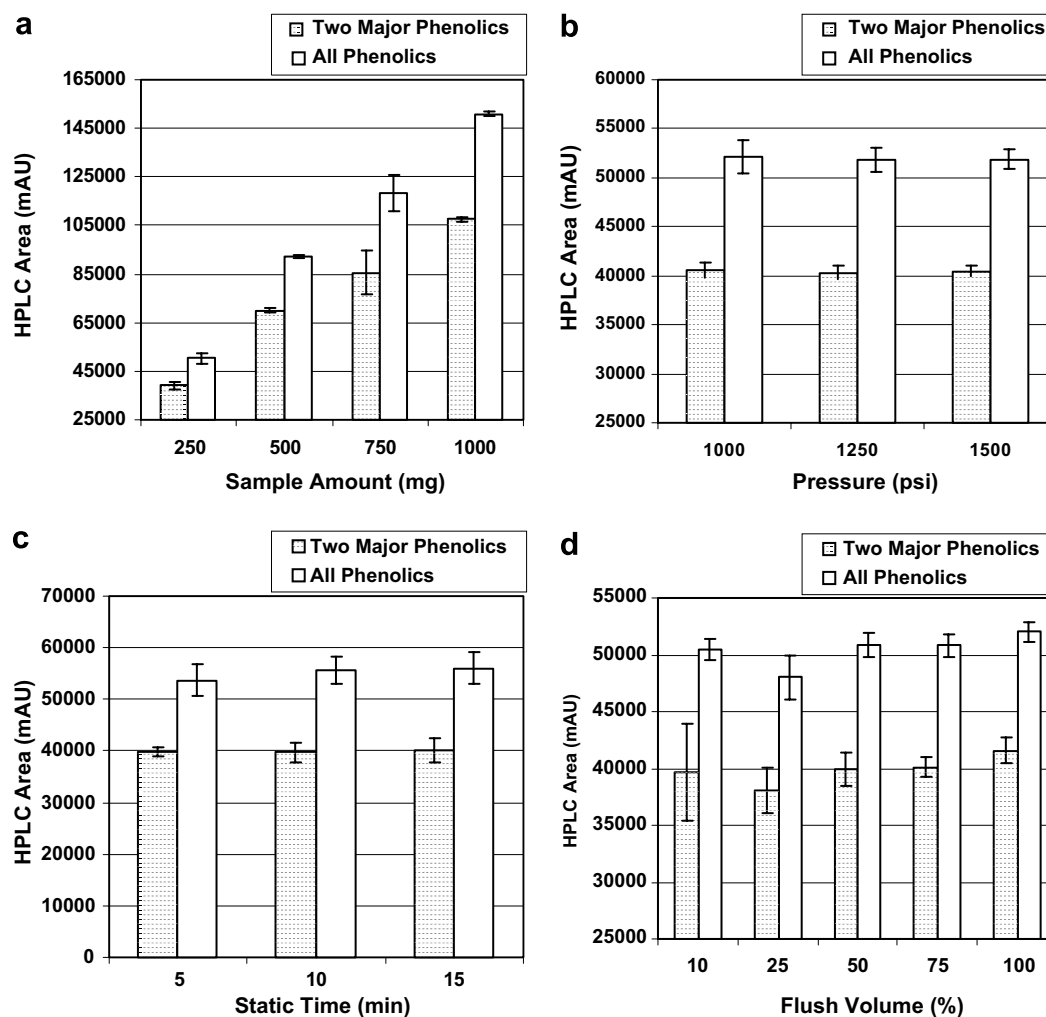 a
Two Major Phenolics
All Phenolics
165000
145000
125000
105000
85000
65000
45000
25000
HPLC Area (mAU)
250 500 750 1000
Sample Amount (mg)
b
Two Major Phenolics
All Phenolics
60000
55000
50000
45000
40000
35000
30000
25000
HPLC Area (mAU)
1000 1250 1500
Pressure (psi)
c
Two Major Phenolics
All Phenolics
70000
60000
50000
40000
30000
20000
10000
0
HPLC Area (mAU)
5 10 15
Static Time (min)
d
Two Major Phenolics
All Phenolics
55000
50000
45000
40000
35000
30000
25000
HPLC Area (mAU)
10 25 50 75 100
Flush Volume (%)